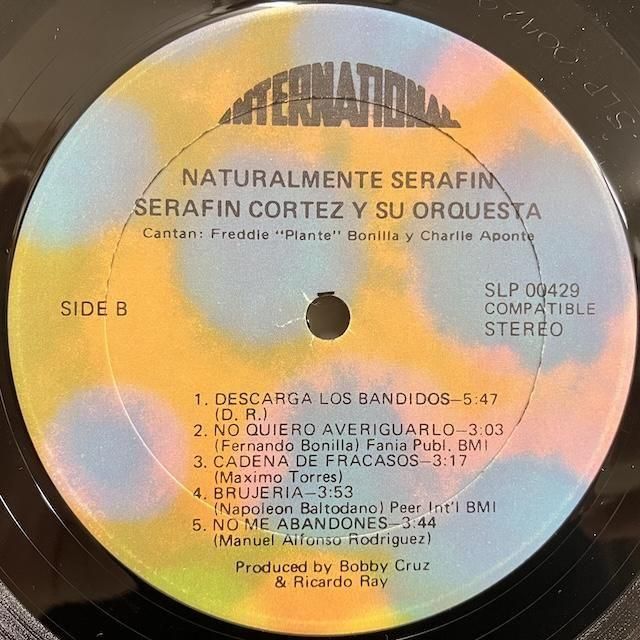 SLP 00429
INTERNATIONAL
NATURALMENTE SERAFIN
SERAFIN CORTEZ Y SU ORQUESTA
Cantan: Freddie "Plante" Bonilla y Charlie Aponte
SIDE B
SLP 00429
COMPATIBLE
STEREO
1. DESCARGA LOS BANDIDOS—5:47
(D. R.)
2. NO QUIERO AVERIGUARLO—3:03
(Fernando Bonilla) Fania Publ. BMI
3. CADENA DE FRACASOS—3:17
(Maximo Torres)
4. BRUJERIA—3:53
(Napoleon Baltodano) Peer Int'l BMI
5. NO ME ABANDONES—3:44
(Manuel Alfonso Rodriguez)
Produced by Bobby Cruz
& Ricardo Ray